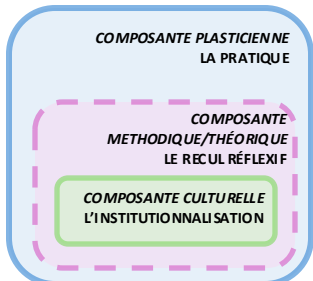 COMPOSANTE PLASTICIENNE
LA PRATIQUE
COMPOSANTE
METHODIQUE/THÉORIQUE
LE RECUL RÉFLEXIF
COMPOSANTE CULTURELLE
L'INSTITUTIONNALISATION